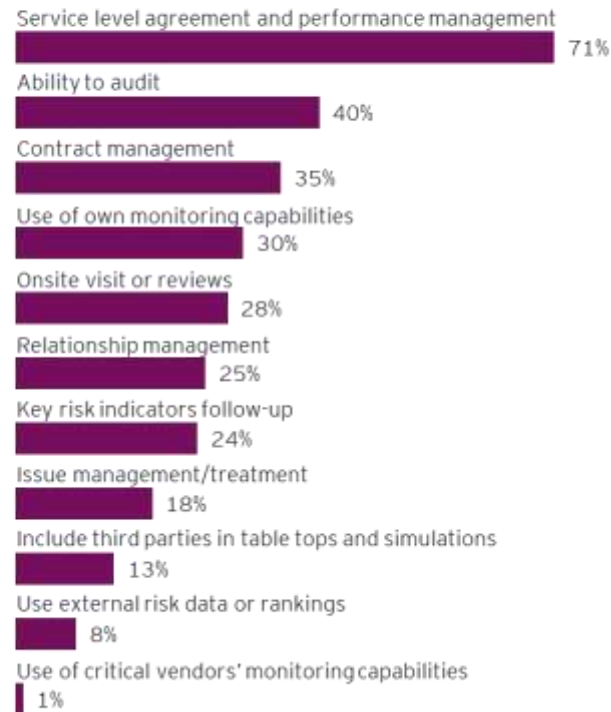 Service level agreement and performance management
71%
Ability to audit
40%
Contract management
35%
Use of own monitoring capabilities
30%
Onsite visit or reviews
28%
Relationship management
25%
Key risk indicators follow-up
24%
Issue management/treatment
18%
Include third parties in table tops and simulations
13%
Use external risk data or rankings
8%
Use of critical vendors' monitoring capabilities
1%